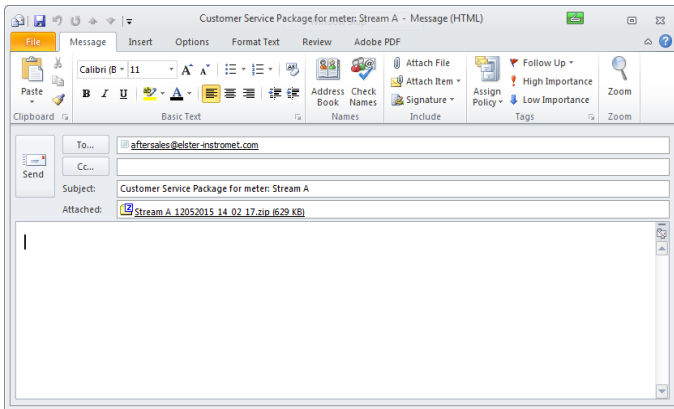 Customer Service Package for meter: Stream A - Message (HTML)
File Message Insert Options Format Text Review Adobe PDF
Paste
Clipboard
Calibri (B 11
B I U
Basic Text
Address Book
Check Names
Names
Attach File
Attach Item
Signature
Include
Assign Policy
Follow Up
High Importance
Low Importance
Tags
Zoom
Zoom
Send
To... aftersales@elster-instromet.com
Cc...
Subject: Customer Service Package for meter: Stream A
Attached: Stream A 12052015 14 02 17.zip (629 KB)